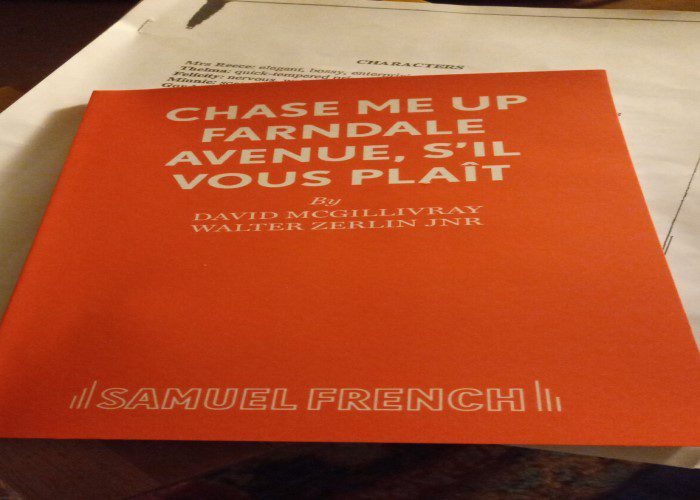 CHARACTERS
Mrs Reece: elegant, bossy,
Thelma: quick-tempered
Felicity: nervous,
Minnie:
CHASE ME UP
FARNDALE
AVENUE, S'IL
VOUS PLAÎT
By
DAVID MCGILLIVRAY
WALTER ZERLIN JNR
SAMUEL FRENCH